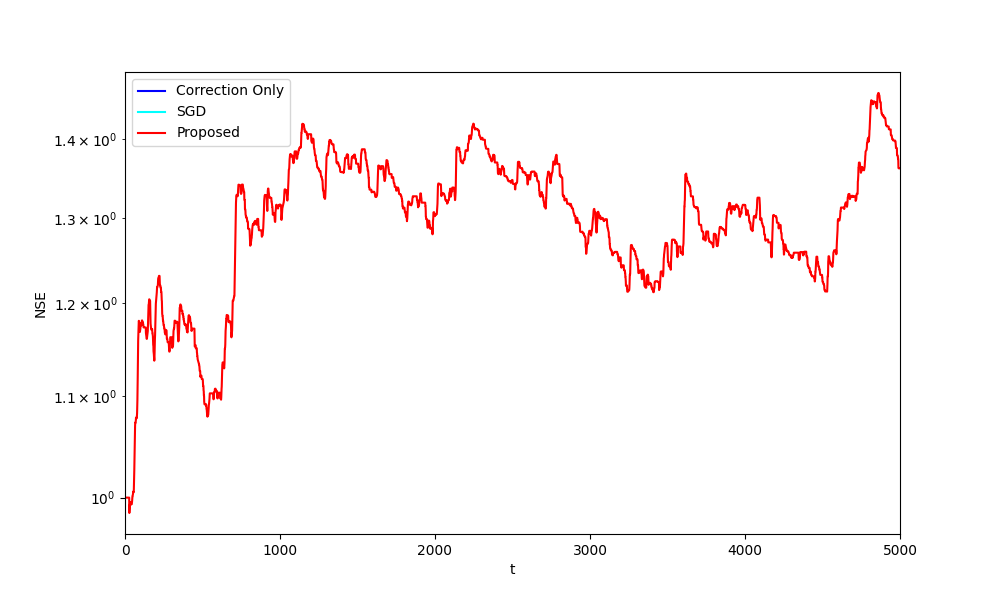 Correction Only
SGD
Proposed
1.4 × 10⁰
1.3 × 10⁰
1.2 × 10⁰
1.1 × 10⁰
10⁰
NSE
0 1000 2000 3000 4000 5000
t